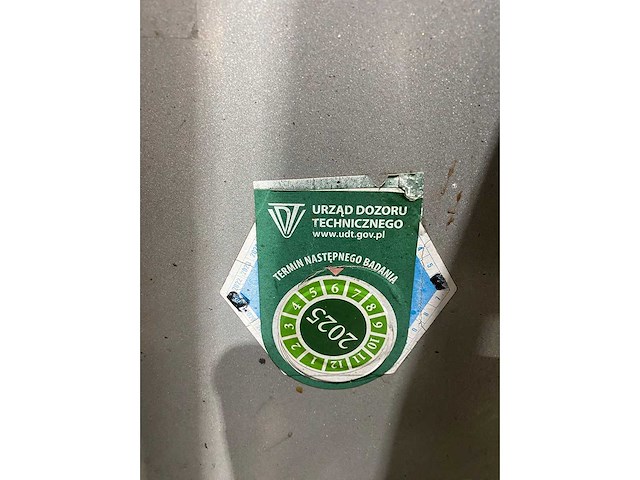 UDT URZĄD DOZORU
TECHNICZNEGO
www.udt.gov.pl
TERMIN NASTĘPNEGO BADANIA
1 2 3 4 5 6 7 8 9 10 11 12
2025